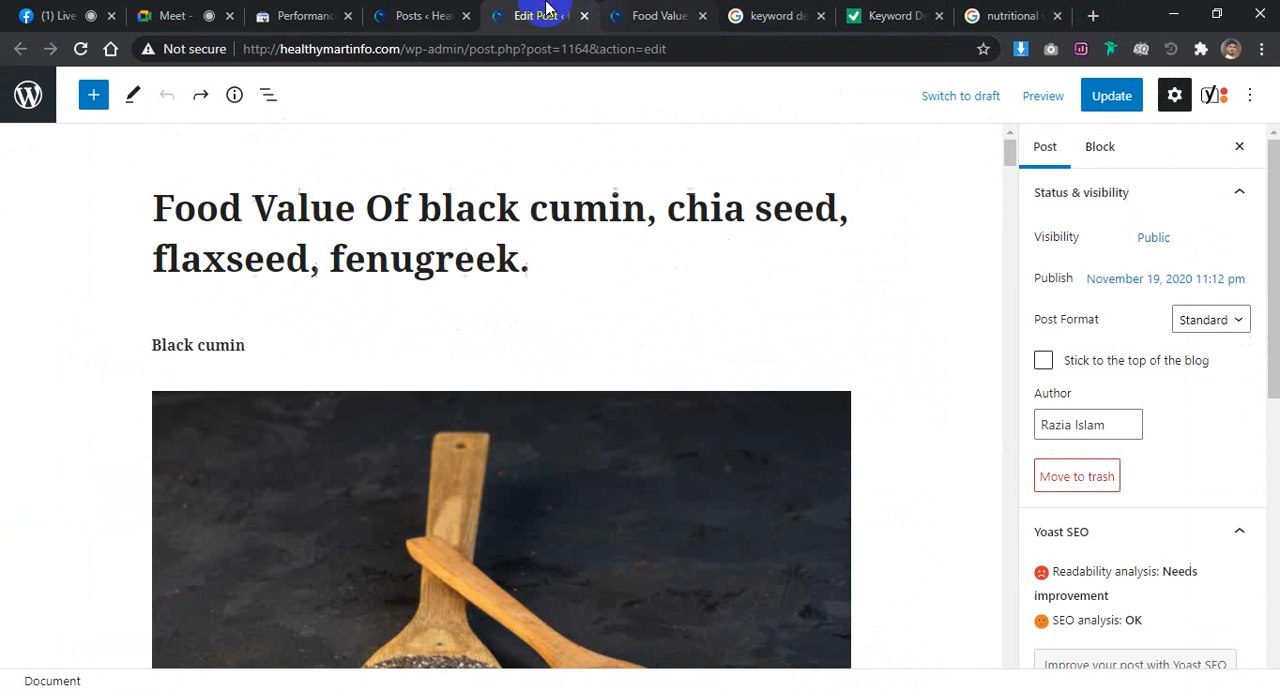 (1) Live
Meet -
Performanc
Posts ‹ Hea
Edit Post ‹
Food Value
keyword de
Keyword D
nutritional v
Not secure
http://healthymartinfo.com/wp-admin/post.php?post=1164&action=edit
Switch to draft
Preview
Update
Post
Block
Food Value Of black cumin, chia seed,
flaxseed, fenugreek.
Black cumin
Status & visibility
Visibility
Public
Publish
November 19, 2020 11:12 pm
Post Format
Standard
Stick to the top of the blog
Author
Razia Islam
Move to trash
Yoast SEO
Readability analysis: Needs
improvement
SEO analysis: OK
Improve your post with Yoast SEO
Document